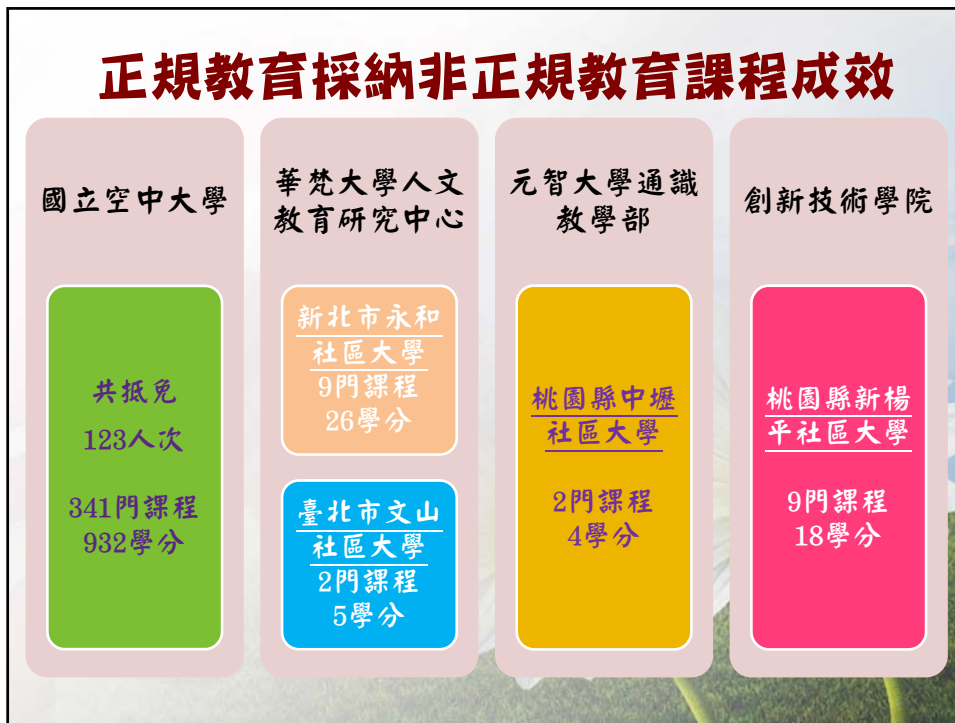 正規教育採納非正規教育課程成效
國立空中大學
共抵免
123人次
341門課程
932學分
華梵大學人文
教育研究中心
新北市永和
社區大學
9門課程
26學分
臺北市文山
社區大學
2門課程
5學分
元智大學通識
教學部
桃園縣中壢
社區大學
2門課程
4學分
創新技術學院
桃園縣新楊
平社區大學
9門課程
18學分